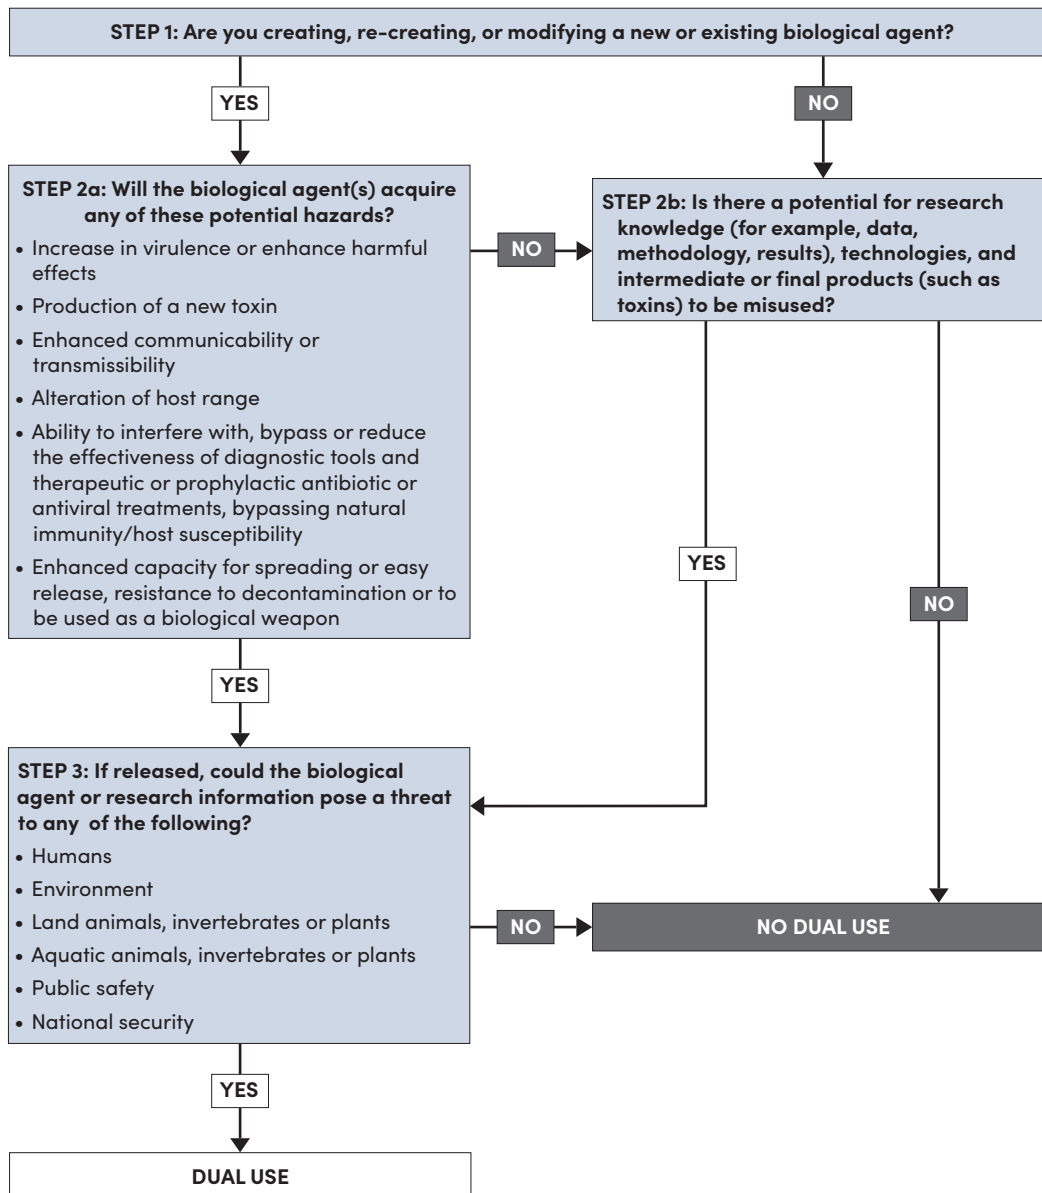 STEP 1: Are you creating, re-creating, or modifying a new or existing biological agent?
YES
NO
STEP 2a: Will the biological agent(s) acquire
any of these potential hazards?
• Increase in virulence or enhance harmful
effects
• Production of a new toxin
• Enhanced communicability or
transmissibility
• Alteration of host range
• Ability to interfere with, bypass or reduce
the effectiveness of diagnostic tools and
therapeutic or prophylactic antibiotic or
antiviral treatments, bypassing natural
immunity/host susceptibility
• Enhanced capacity for spreading or easy
release, resistance to decontamination or to
be used as a biological weapon
NO
STEP 2b: Is there a potential for research
knowledge (for example, data,
methodology, results), technologies, and
intermediate or final products (such as
toxins) to be misused?
YES
NO
YES
STEP 3: If released, could the biological
agent or research information pose a threat
to any of the following?
• Humans
• Environment
• Land animals, invertebrates or plants
• Aquatic animals, invertebrates or plants
• Public safety
• National security
NO
NO DUAL USE
YES
DUAL USE